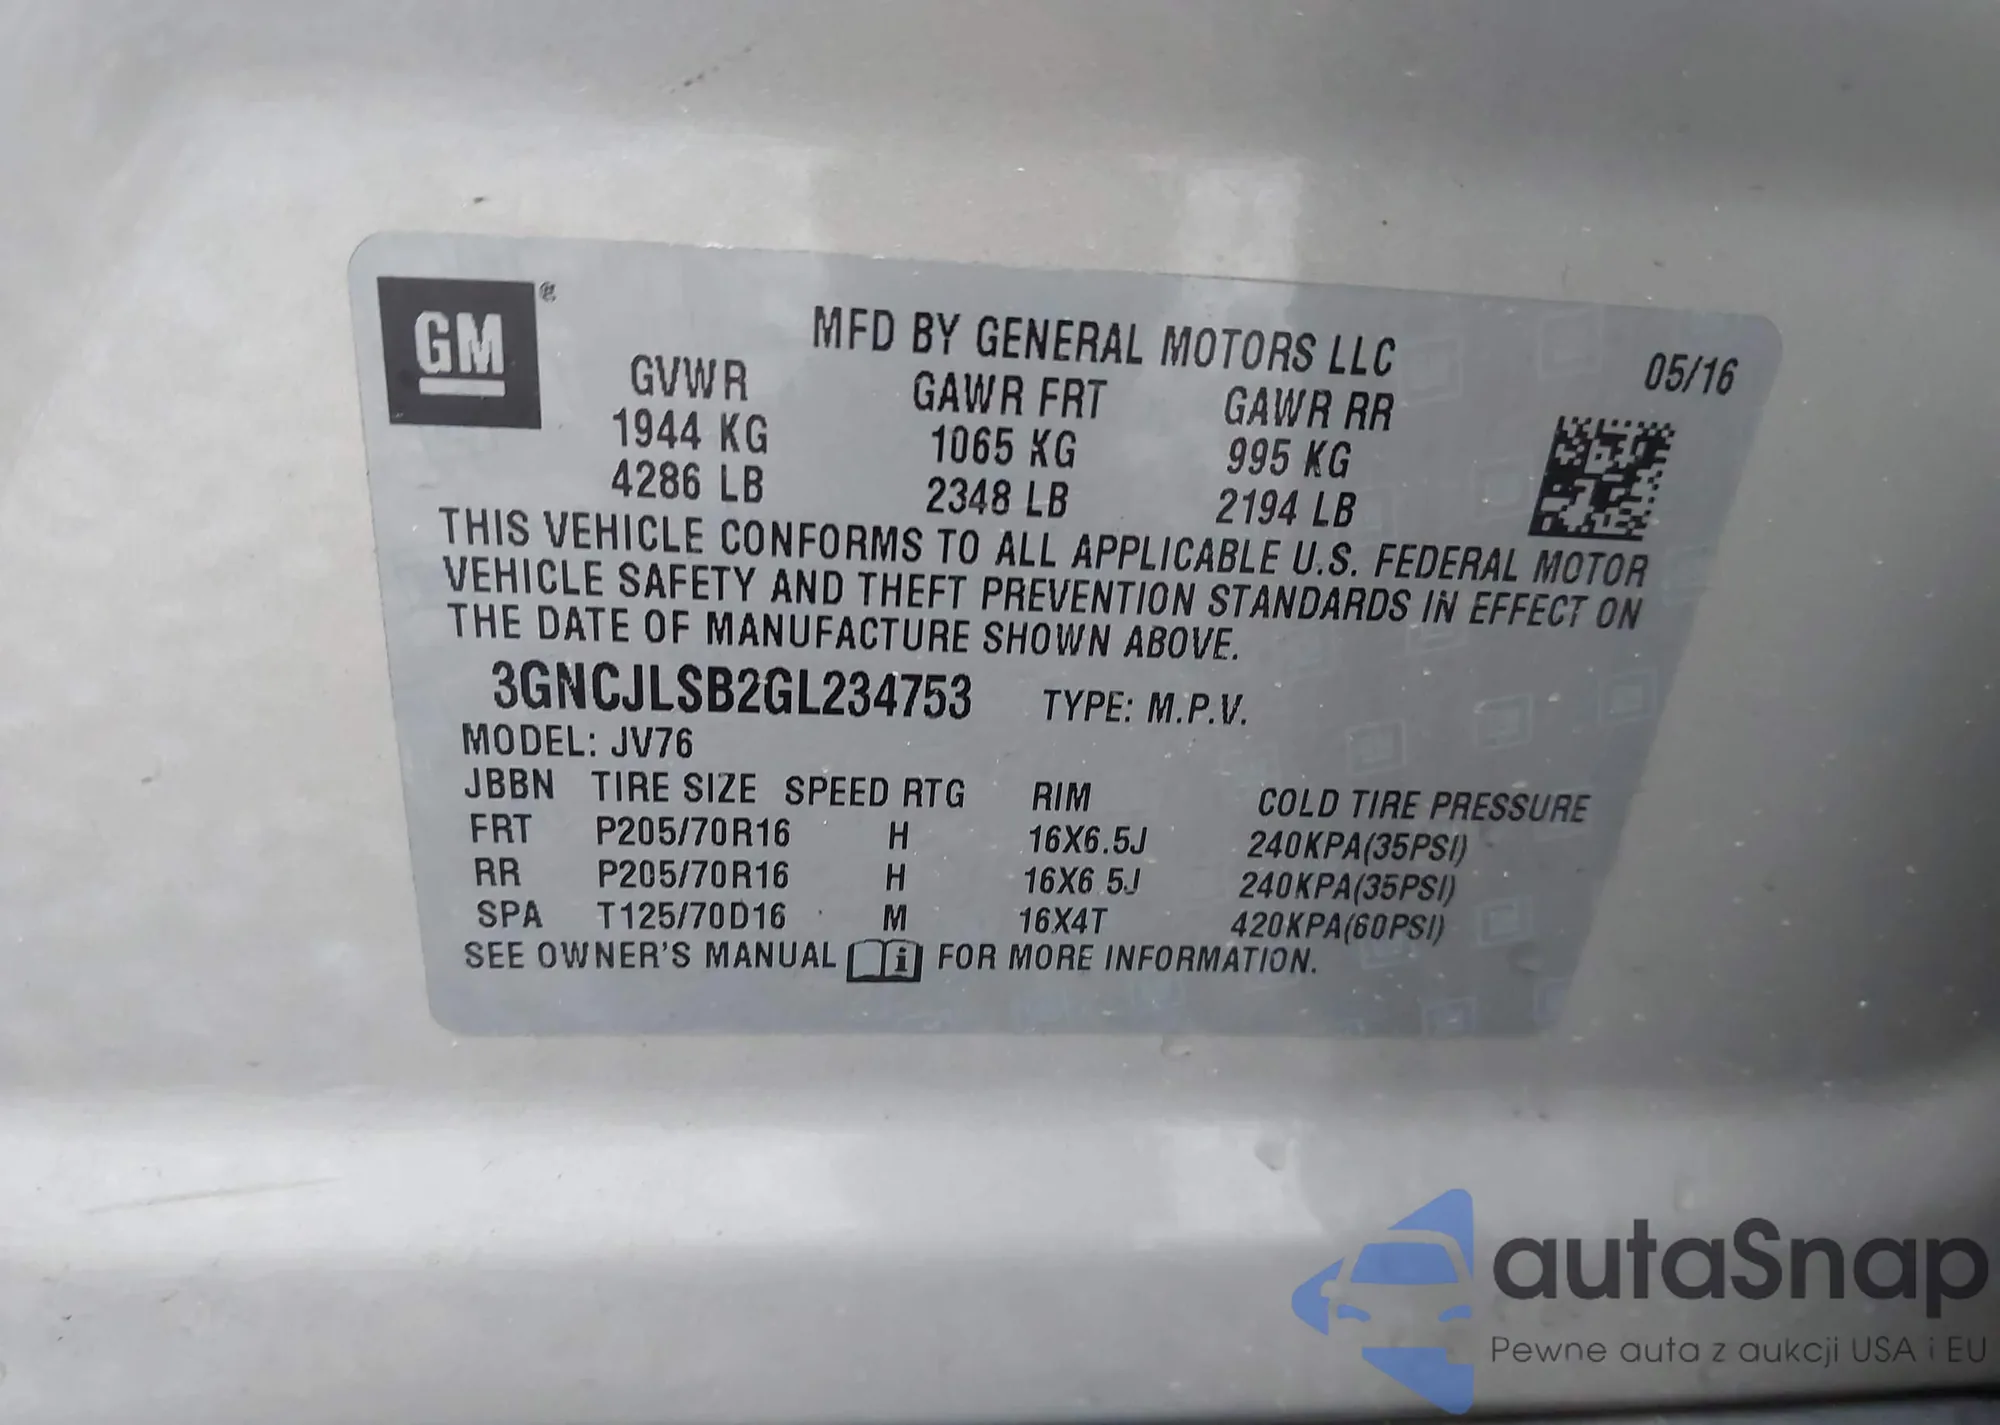 GM®
MFD BY GENERAL MOTORS LLC
05/16
GVWR GAWR FRT GAWR RR
1944 KG 1065 KG 995 KG
4286 LB 2348 LB 2194 LB
THIS VEHICLE CONFORMS TO ALL APPLICABLE U.S. FEDERAL MOTOR
VEHICLE SAFETY AND THEFT PREVENTION STANDARDS IN EFFECT ON
THE DATE OF MANUFACTURE SHOWN ABOVE.
3GNCJLSB2GL234753 TYPE: M.P.V.
MODEL: JV76
JBBN TIRE SIZE SPEED RTG RIM COLD TIRE PRESSURE
FRT P205/70R16 H 16X6.5J 240KPA(35PSI)
RR P205/70R16 H 16X6.5J 240KPA(35PSI)
SPA T125/70D16 M 16X4T 420KPA(60PSI)
SEE OWNER'S MANUAL i FOR MORE INFORMATION.
autaSnap
Pewne auta z aukcji USA i EU